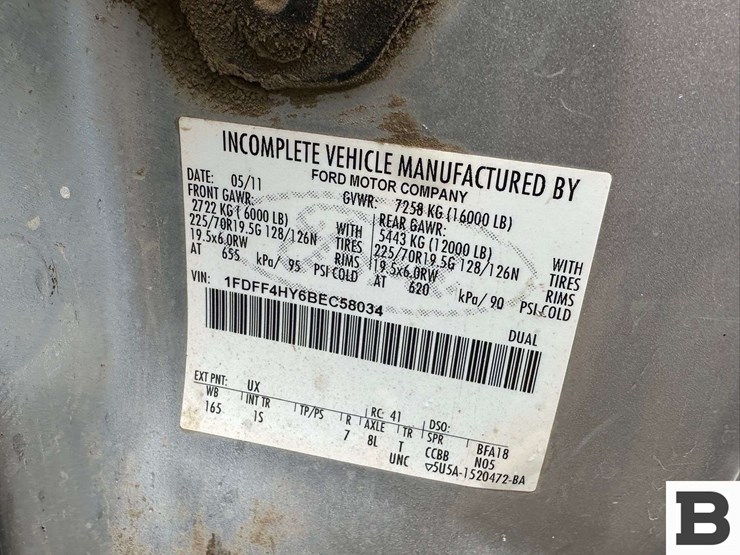 INCOMPLETE VEHICLE MANUFACTURED BY
FORD MOTOR COMPANY
DATE: 05/11 GVWR: 7258 KG (16000 LB)
FRONT GAWR: REAR GAWR:
2722 KG (6000 LB) WITH 5443 KG (12000 LB) WITH
225/70R19.5G 128/126N TIRES 225/70R19.5G 128/126N TIRES
19.5x6.0RW RIMS 19.5x6.0RW RIMS
AT 655 kPa/ 95 PSI COLD AT 620 kPa/ 90 PSI COLD
VIN: 1FDFF4HY6BEC58034
DUAL
EXT PNT: UX RC: 41 DSO:
WB INT TR TP/PS R AXLE TR SPR BFA18
165 1S 7 8L T CCBB N05
UNC 5U5A-1520472-BA
B